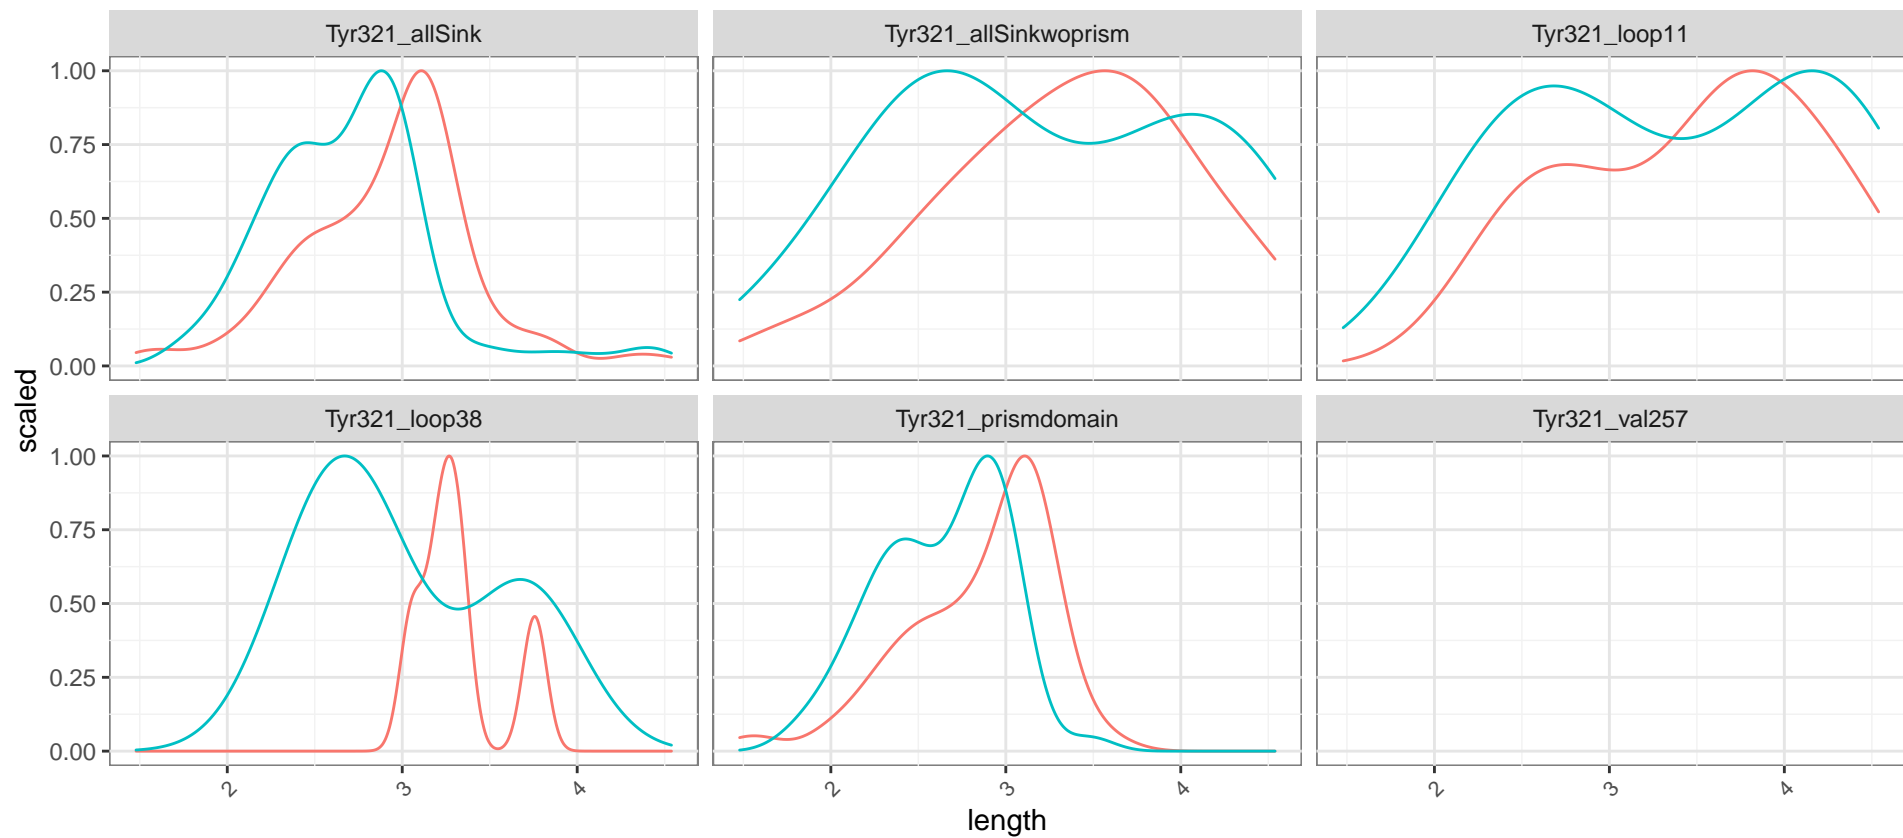 Tyr321_allSink
Tyr321_allSinkwoprism
Tyr321_loop11
1.00
0.75
0.50
0.25
0.00
Tyr321_loop38
Tyr321_prismdomain
Tyr321_val257
1.00
0.75
0.50
0.25
0.00
2
3
4
2
3
4
2
3
4
length
scaled